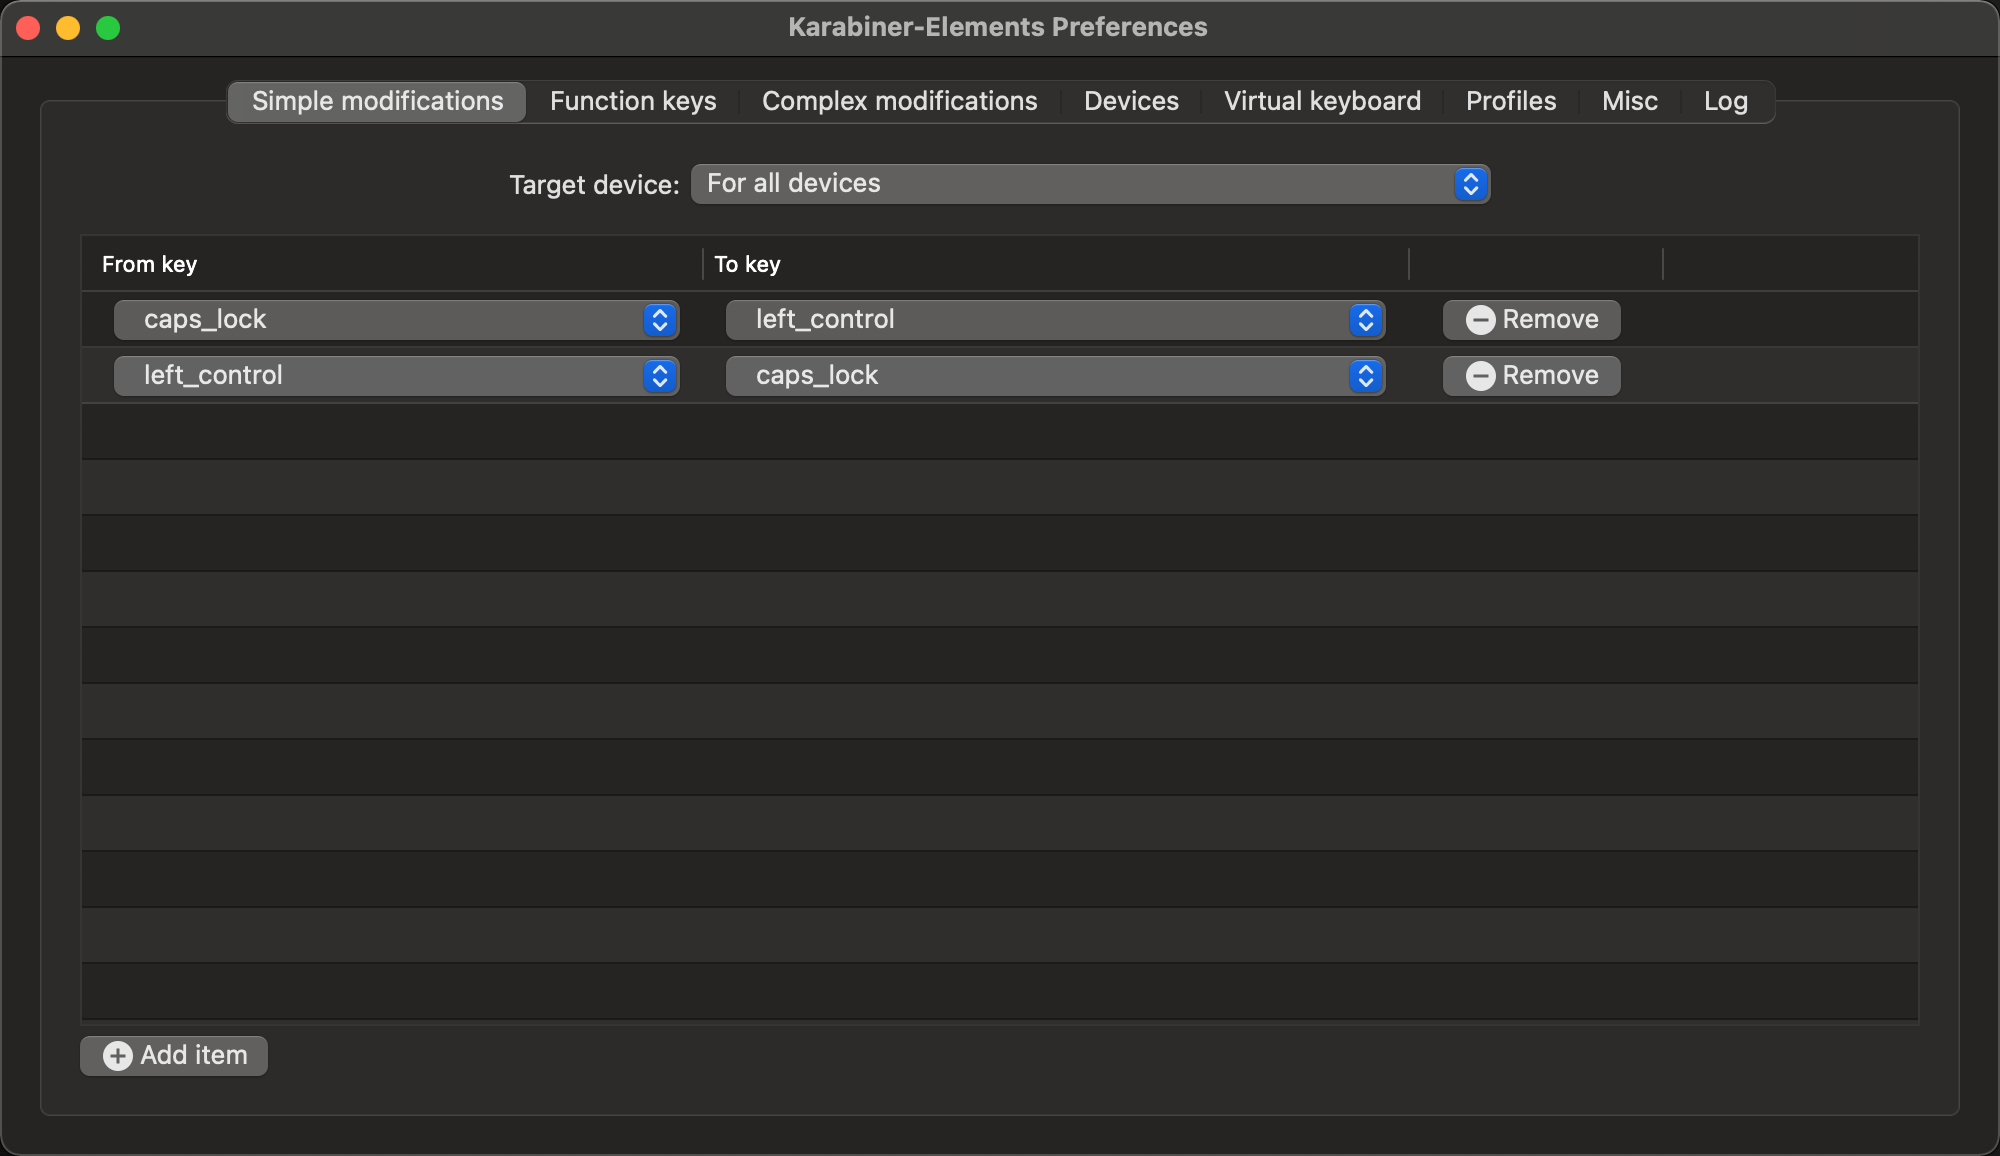 Karabiner-Elements Preferences
Simple modifications Function keys Complex modifications Devices Virtual keyboard Profiles Misc Log
Target device: For all devices
From key To key
caps_lock left_control Remove
left_control caps_lock Remove
Add item